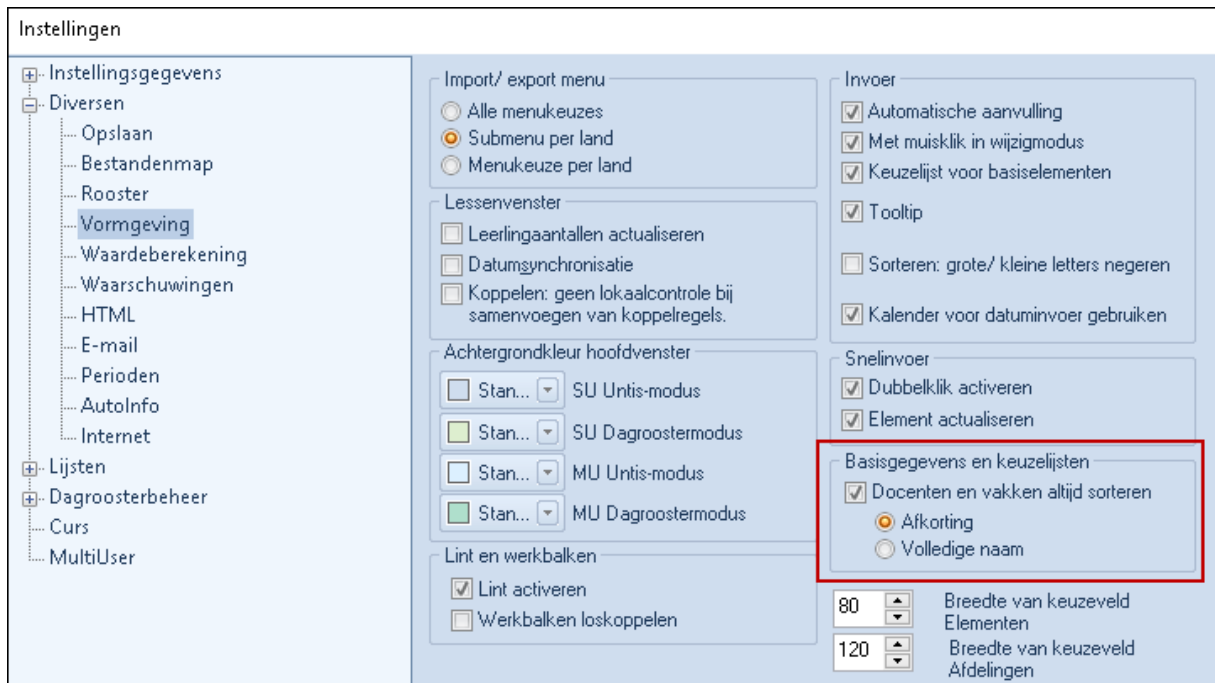 Instellingen
Instellingsgegevens
Diversen
Opslaan
Bestandenmap
Rooster
Vormgeving
Waardeberekening
Waarschuwingen
HTML
E-mail
Perioden
AutoInfo
Internet
Lijsten
Dagroosterbeheer
Curs
MultiUser
Import/ export menu
Alle menukeuzes
Submenu per land
Menukeuze per land
Lessenvenster
Leerlingaantallen actualiseren
Datumsynchronisatie
Koppelen: geen lokaalcontrole bij
samenvoegen van koppelregels.
Achtergrondkleur hoofdvenster
Stan... SU Untis-modus
Stan... SU Dagroostermodus
Stan... MU Untis-modus
Stan... MU Dagroostermodus
Lint en werkbalken
Lint activeren
Werkbalken loskoppelen
Invoer
Automatische aanvulling
Met muisklik in wijzigmodus
Keuzelijst voor basiselementen
Tooltip
Sorteren: grote/ kleine letters negeren
Kalender voor datuminvoer gebruiken
Snelinvoer
Dubbelklik activeren
Element actualiseren
Basisgegevens en keuzelijsten
Docenten en vakken altijd sorteren
Afkorting
Volledige naam
80 Breedte van keuzeveld
Elementen
120 Breedte van keuzeveld
Afdelingen